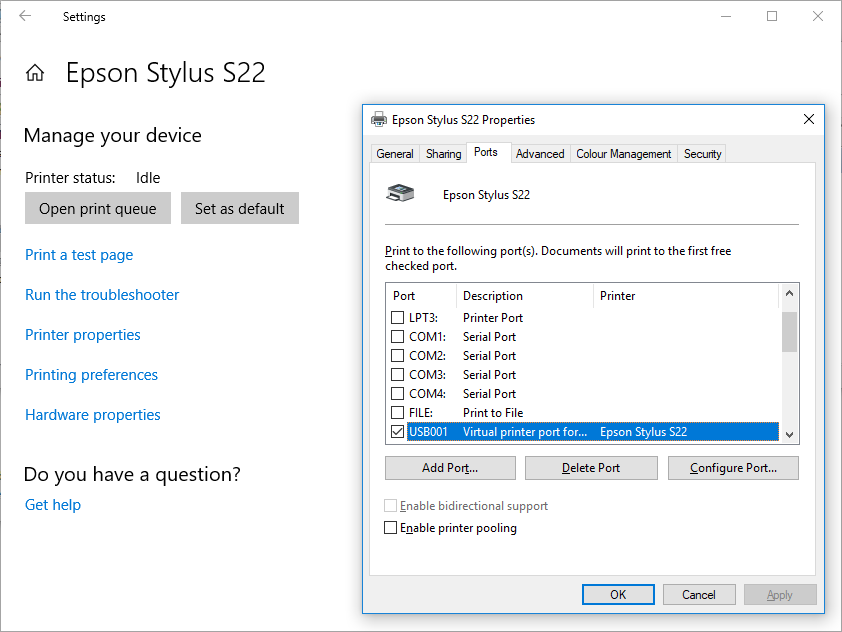 Settings
Epson Stylus S22
Manage your device
Printer status: Idle
Open print queue Set as default
Print a test page
Run the troubleshooter
Printer properties
Printing preferences
Hardware properties
Do you have a question?
Get help
Epson Stylus S22 Properties
General Sharing Ports Advanced Colour Management Security
Epson Stylus S22
Print to the following port(s). Documents will print to the first free
checked port.
Port Description Printer
LPT3: Printer Port
COM1: Serial Port
COM2: Serial Port
COM3: Serial Port
COM4: Serial Port
FILE: Print to File
USB001 Virtual printer port for... Epson Stylus S22
Add Port... Delete Port Configure Port...
Enable bidirectional support
Enable printer pooling
OK Cancel Apply